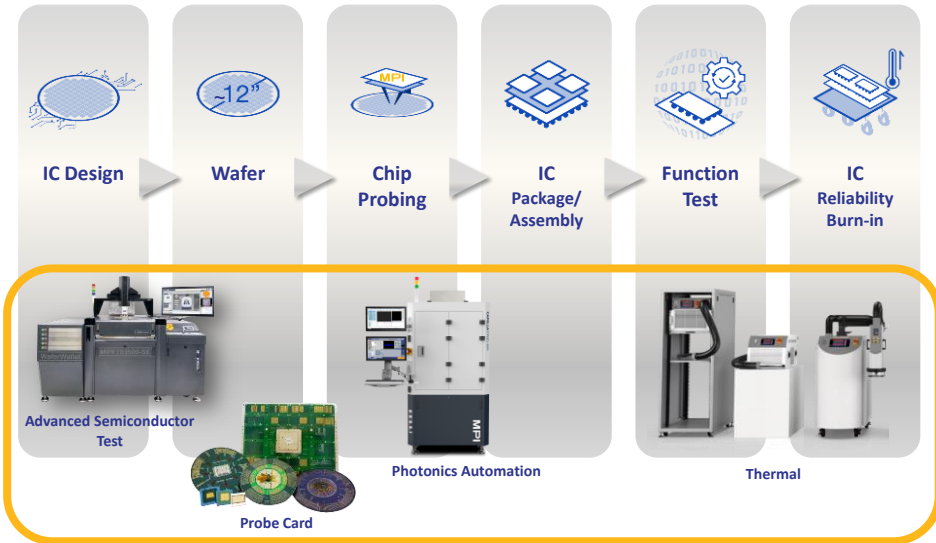 MPI
~12”
IC Design
Wafer
Chip
Probing
IC
Package/
Assembly
Function
Test
IC
Reliability
Burn-in
WaferWallet
MPI
Advanced Semiconductor
Test
Photonics Automation
Thermal
Probe Card